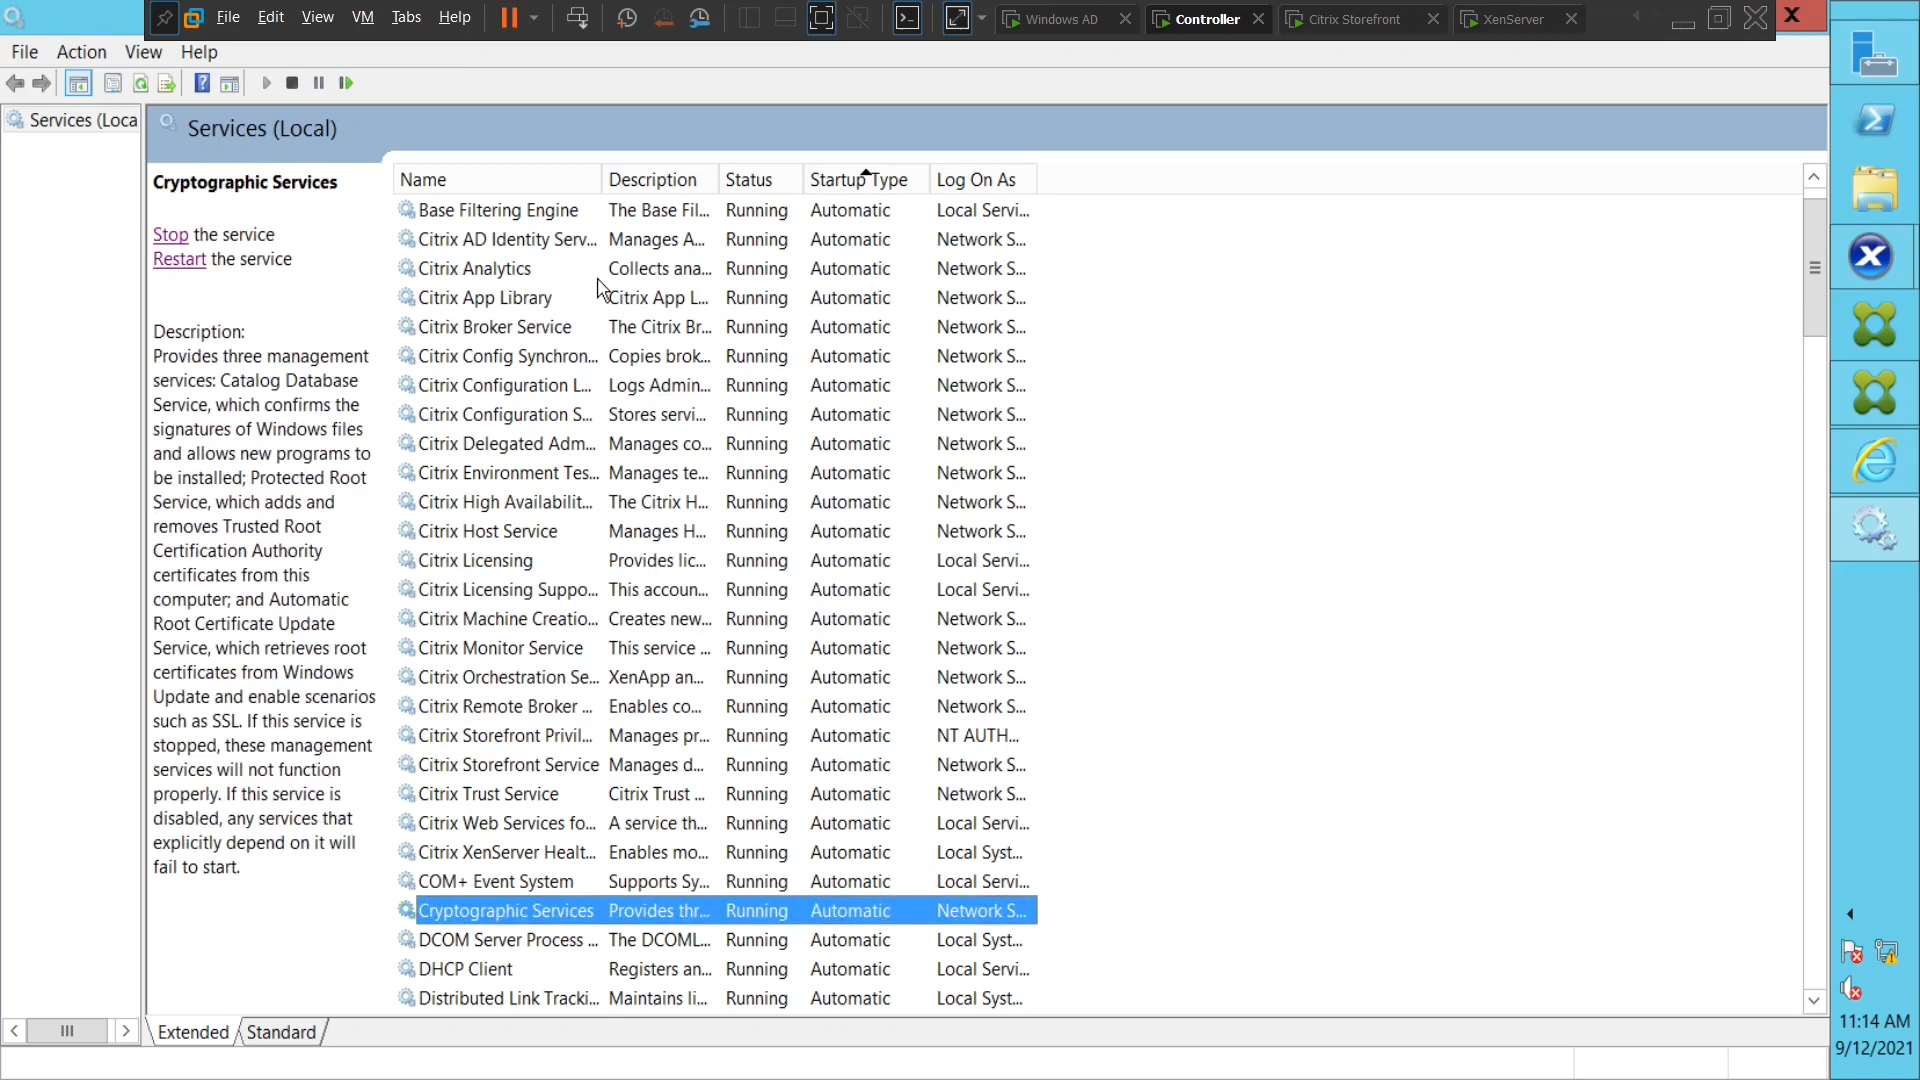 File Edit View VM Tabs Help Windows AD Controller Citrix Storefront XenServer X
File Action View Help
Services (Loca
Services (Local)
Cryptographic Services
Stop the service
Restart the service
Description:
Provides three management
services: Catalog Database
Service, which confirms the
signatures of Windows files
and allows new programs to
be installed; Protected Root
Service, which adds and
removes Trusted Root
Certification Authority
certificates from this
computer; and Automatic
Root Certificate Update
Service, which retrieves root
certificates from Windows
Update and enable scenarios
such as SSL. If this service is
stopped, these management
services will not function
properly. If this service is
disabled, any services that
explicitly depend on it will
fail to start.
Name Description Status Startup Type Log On As
Base Filtering Engine The Base Fil... Running Automatic Local Servi...
Citrix AD Identity Serv... Manages A... Running Automatic Network S...
Citrix Analytics Collects ana... Running Automatic Network S...
Citrix App Library Citrix App L... Running Automatic Network S...
Citrix Broker Service The Citrix Br... Running Automatic Network S...
Citrix Config Synchron... Copies brok... Running Automatic Network S...
Citrix Configuration L... Logs Admin... Running Automatic Network S...
Citrix Configuration S... Stores servi... Running Automatic Network S...
Citrix Delegated Adm... Manages co... Running Automatic Network S...
Citrix Environment Tes... Manages te... Running Automatic Network S...
Citrix High Availabilit... The Citrix H... Running Automatic Network S...
Citrix Host Service Manages H... Running Automatic Network S...
Citrix Licensing Provides lic... Running Automatic Local Servi...
Citrix Licensing Suppo... This accoun... Running Automatic Local Servi...
Citrix Machine Creatio... Creates new... Running Automatic Network S...
Citrix Monitor Service This service ... Running Automatic Network S...
Citrix Orchestration Se... XenApp an... Running Automatic Network S...
Citrix Remote Broker ... Enables co... Running Automatic Network S...
Citrix Storefront Privil... Manages pr... Running Automatic NT AUTH...
Citrix Storefront Service Manages d... Running Automatic Network S...
Citrix Trust Service Citrix Trust ... Running Automatic Network S...
Citrix Web Services fo... A service th... Running Automatic Local Servi...
Citrix XenServer Healt... Enables mo... Running Automatic Local Syst...
COM+ Event System Supports Sy... Running Automatic Local Servi...
Cryptographic Services Provides thr... Running Automatic Network S...
DCOM Server Process ... The DCOML... Running Automatic Local Syst...
DHCP Client Registers an... Running Automatic Local Servi...
Distributed Link Tracki... Maintains li... Running Automatic Local Syst...
Extended Standard
11:14 AM
9/12/2021